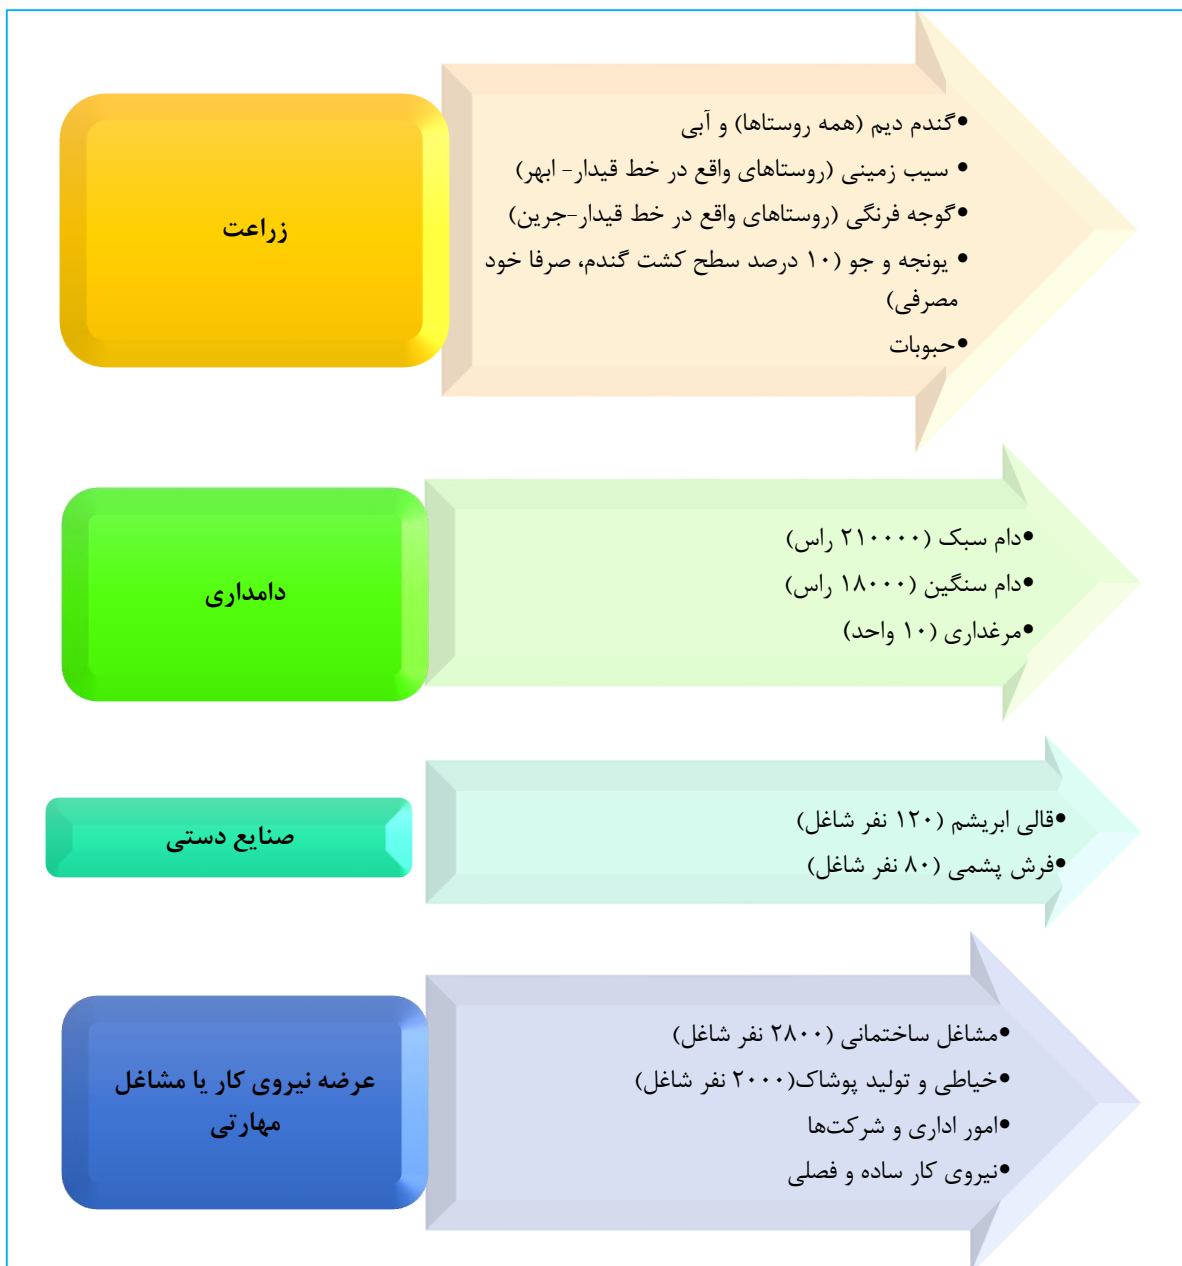 زراعت
•گندم دیم (همه روستاها) و آبی
• سیب زمینی (روستاهای واقع در خط قیدار- ابهر)
•گوجه فرنگی (روستاهای واقع در خط قیدار-جرین)
• یونجه و جو (۱۰ درصد سطح کشت گندم، صرفا خود
مصرفی)
•حبوبات
دامداری
•دام سبک (۲۱۰۰۰۰ راس)
•دام سنگین (۱۸۰۰۰ راس)
•مرغداری (۱۰ واحد)
صنایع دستی
•قالی ابریشم (۱۲۰ نفر شاغل)
•فرش پشمی (۸۰ نفر شاغل)
عرضه نیروی کار یا مشاغل
مهارتی
•مشاغل ساختمانی (۲۸۰۰ نفر شاغل)
•خیاطی و تولید پوشاک(۲۰۰۰ نفر شاغل)
•امور اداری و شرکت‌ها
•نیروی کار ساده و فصلی